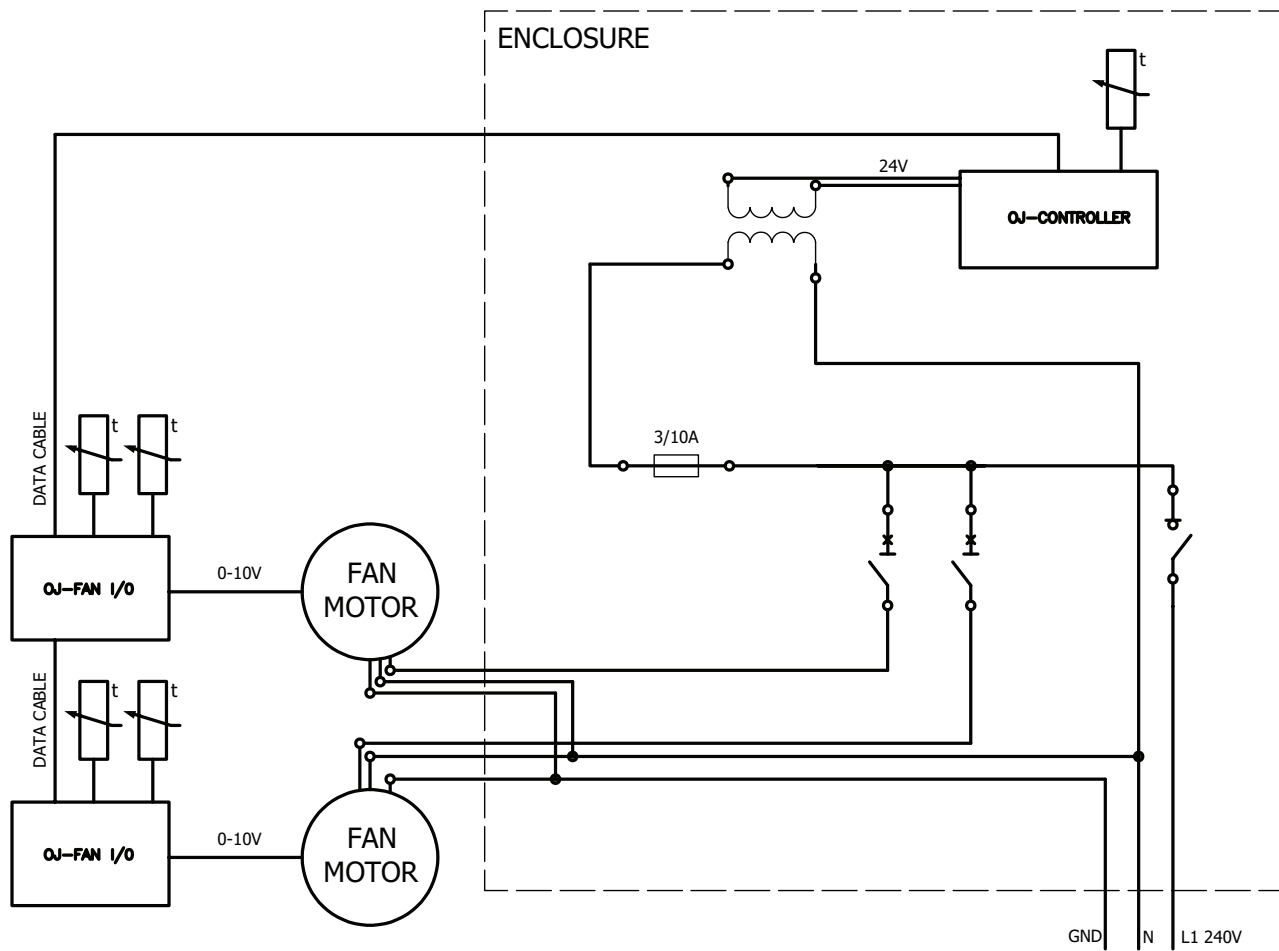 ENCLOSURE
t
24V
OJ-CONTROLLER
3/10A
DATA CABLE
t
t
OJ-FAN I/O
0-10V
FAN
MOTOR
DATA CABLE
t
t
OJ-FAN I/O
0-10V
FAN
MOTOR
GND
N
L1 240V